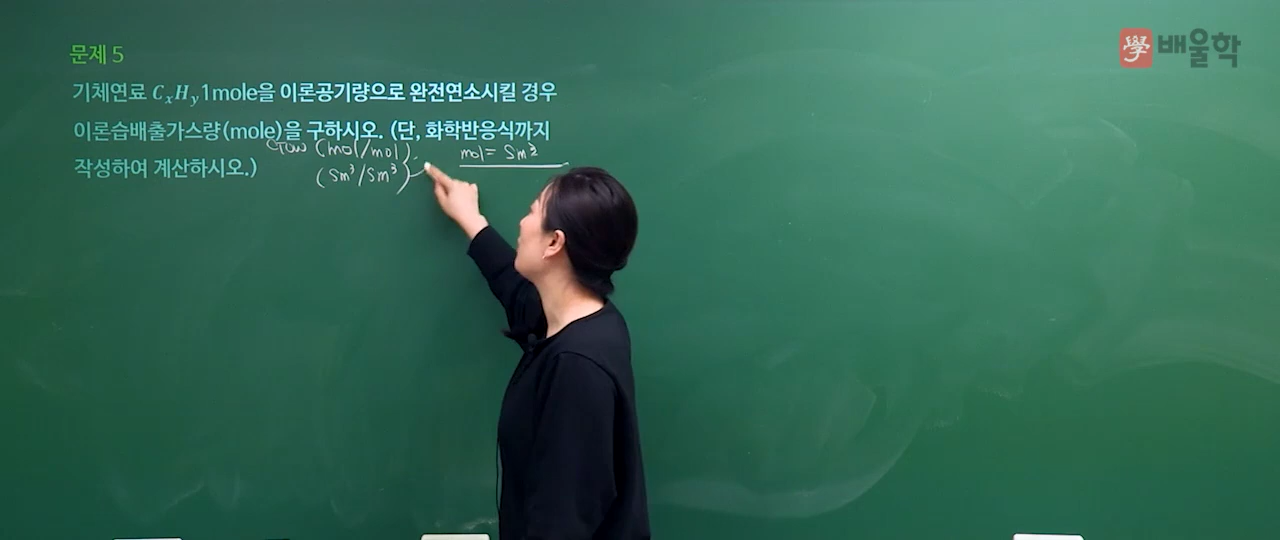 學 배울학
문제 5
기체연료 CxHy 1mole을 이론공기량으로 완전연소시킬 경우
이론습배출가스량(mole)을 구하시오. (단, 화학반응식까지
Gow (mol/mol)
mol = Sm³
작성하여 계산하시오.)
(Sm³/Sm³)